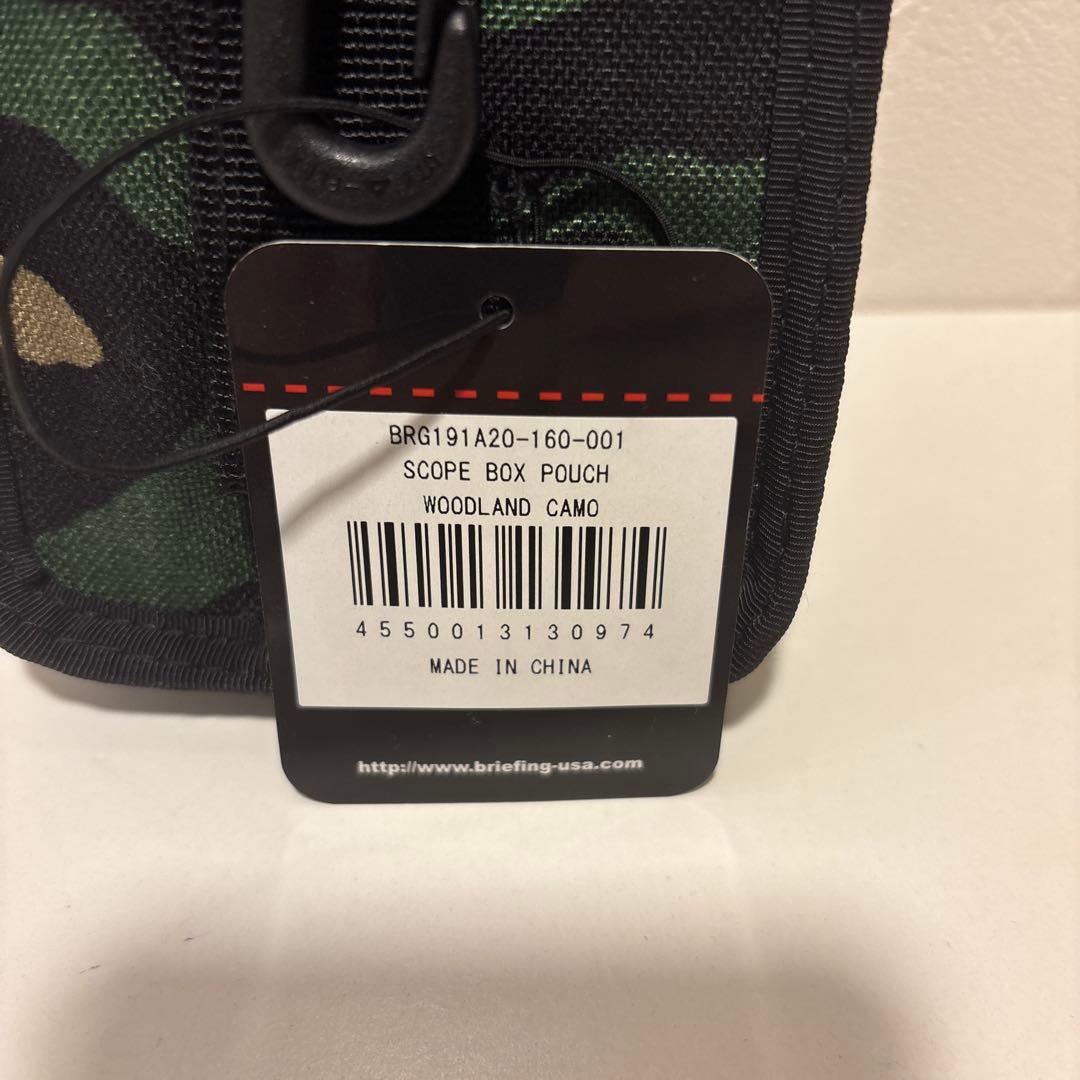 BRG191A20-160-001
SCOPE BOX POUCH
WOODLAND CAMO
4550013130974
MADE IN CHINA
http://www.briefing-usa.com